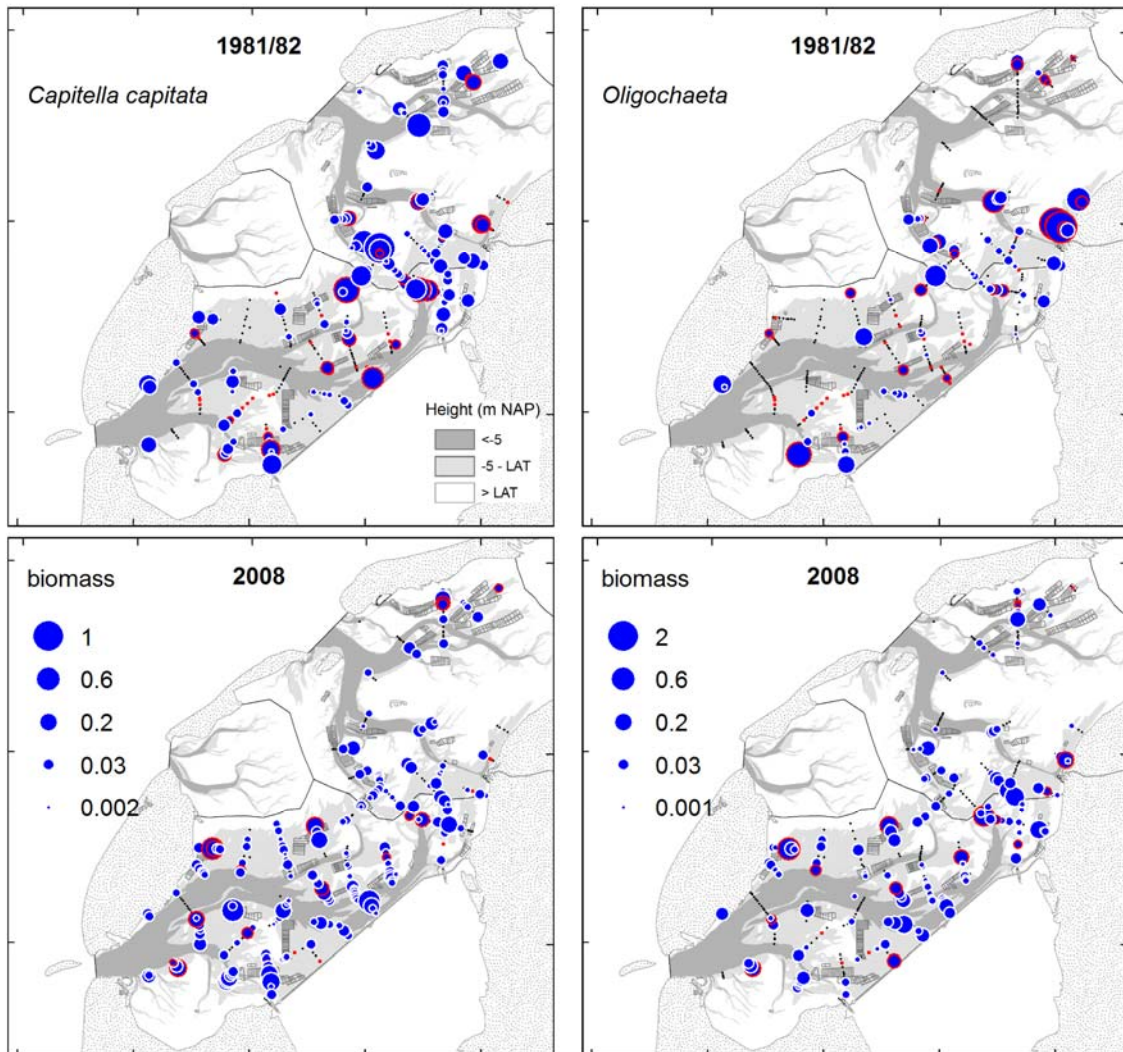 1981/82
Capitella capitata
Height (m NAP)
<-5
-5 - LAT
> LAT
1981/82
Oligochaeta
2008
biomass
1
0.6
0.2
0.03
0.002
2008
biomass
2
0.6
0.2
0.03
0.001